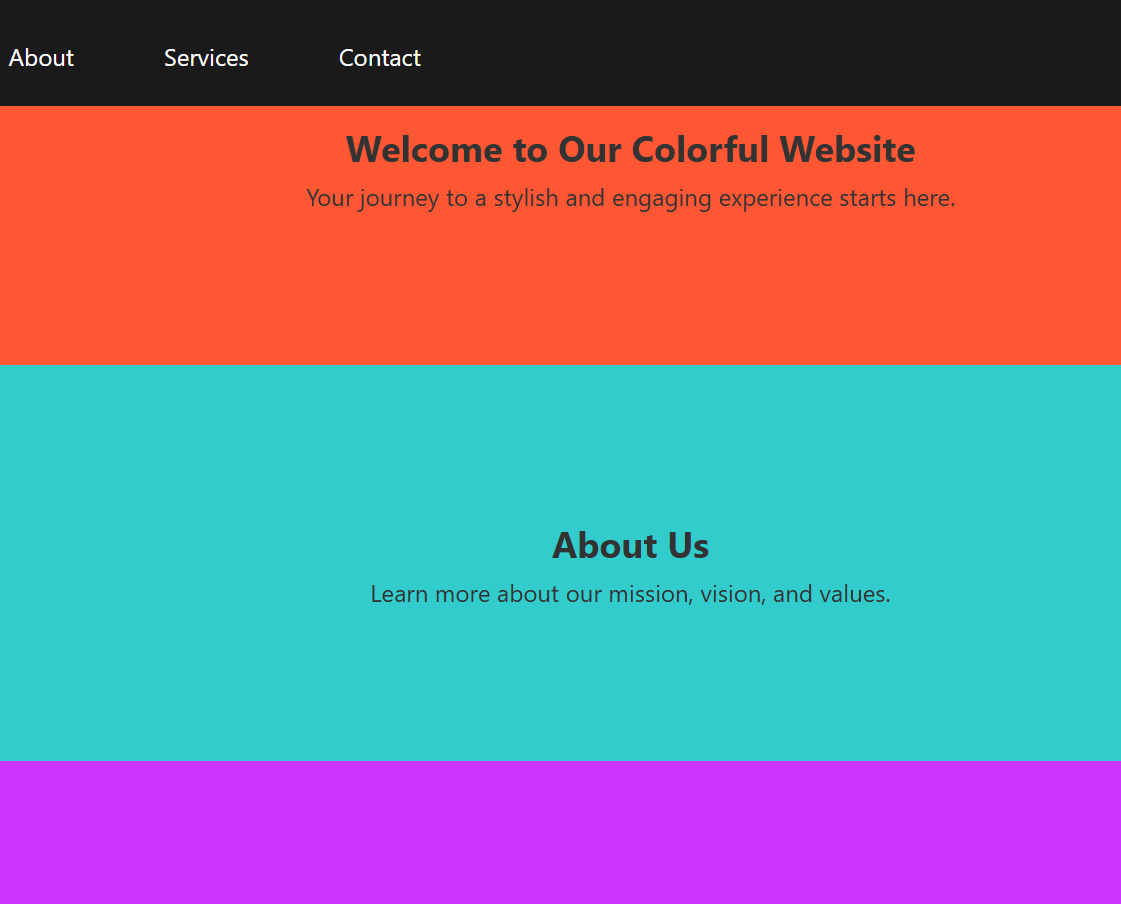 About Services Contact
Welcome to Our Colorful Website
Your journey to a stylish and engaging experience starts here.
About Us
Learn more about our mission, vision, and values.